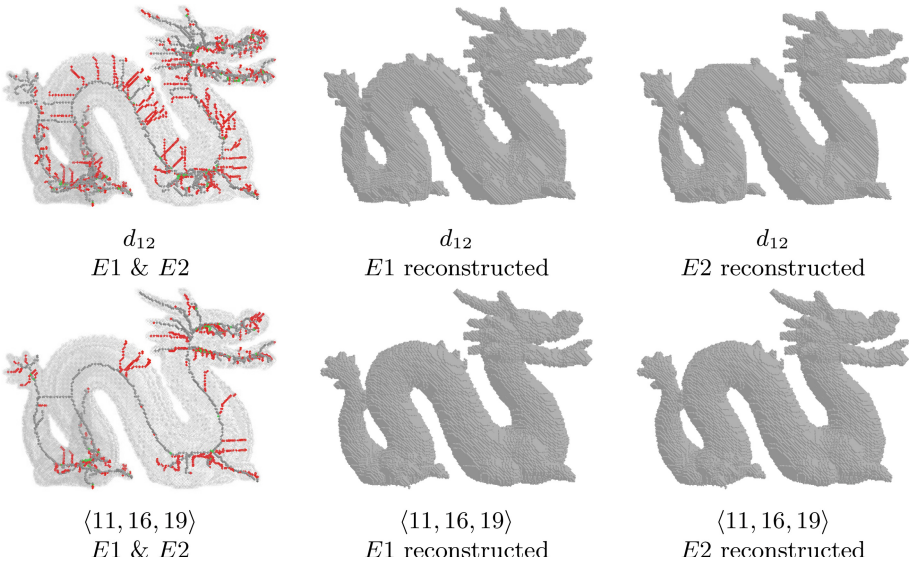 d₁₂
d₁₂
d₁₂
E1 & E2
E1 reconstructed
E2 reconstructed
⟨11, 16, 19⟩
⟨11, 16, 19⟩
⟨11, 16, 19⟩
E1 & E2
E1 reconstructed
E2 reconstructed